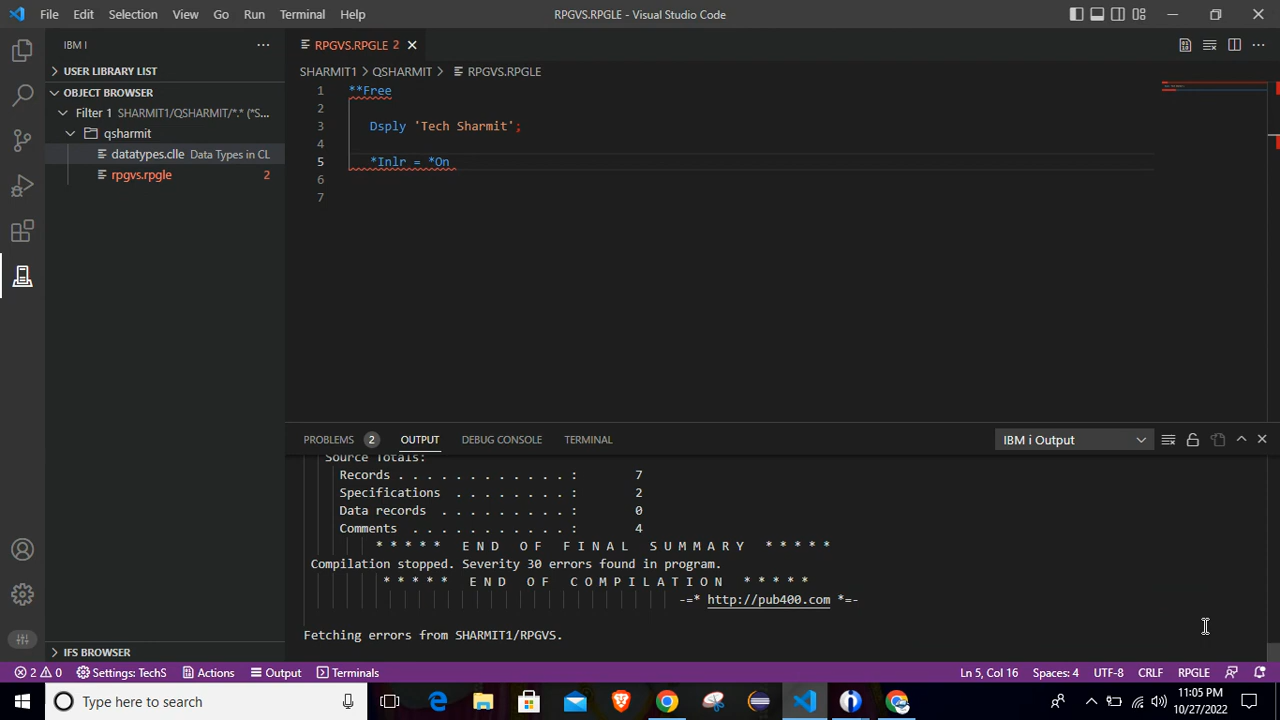 File Edit Selection View Go Run Terminal Help RPGVS.RPGLE - Visual Studio Code
IBM I ···
USER LIBRARY LIST
OBJECT BROWSER
Filter 1 SHARMIT1/QSHARMIT/*.* (*S...
qsharmit
datatypes.clle Data Types in CL
rpgvs.rpgle 2
RPGVS.RPGLE 2
SHARMIT1 > QSHARMIT > RPGVS.RPGLE
1 **Free
2
3 Dsply 'Tech Sharmit';
4
5 *Inlr = *On
6
7
PROBLEMS 2 OUTPUT DEBUG CONSOLE TERMINAL IBM i Output
Source Totals:
Records . . . . . . . . . . . . : 7
Specifications . . . . . . . . : 2
Data records . . . . . . . . . : 0
Comments . . . . . . . . . . . : 4
* * * * * E N D O F F I N A L S U M M A R Y * * * * *
Compilation stopped. Severity 30 errors found in program.
* * * * * E N D O F C O M P I L A T I O N * * * * *
-=* http://pub400.com *=-
Fetching errors from SHARMIT1/RPGVS.
IFS BROWSER
2 0 Settings: TechS Actions Output Terminals Ln 5, Col 16 Spaces: 4 UTF-8 CRLF RPGLE
Type here to search
11:05 PM
10/27/2022